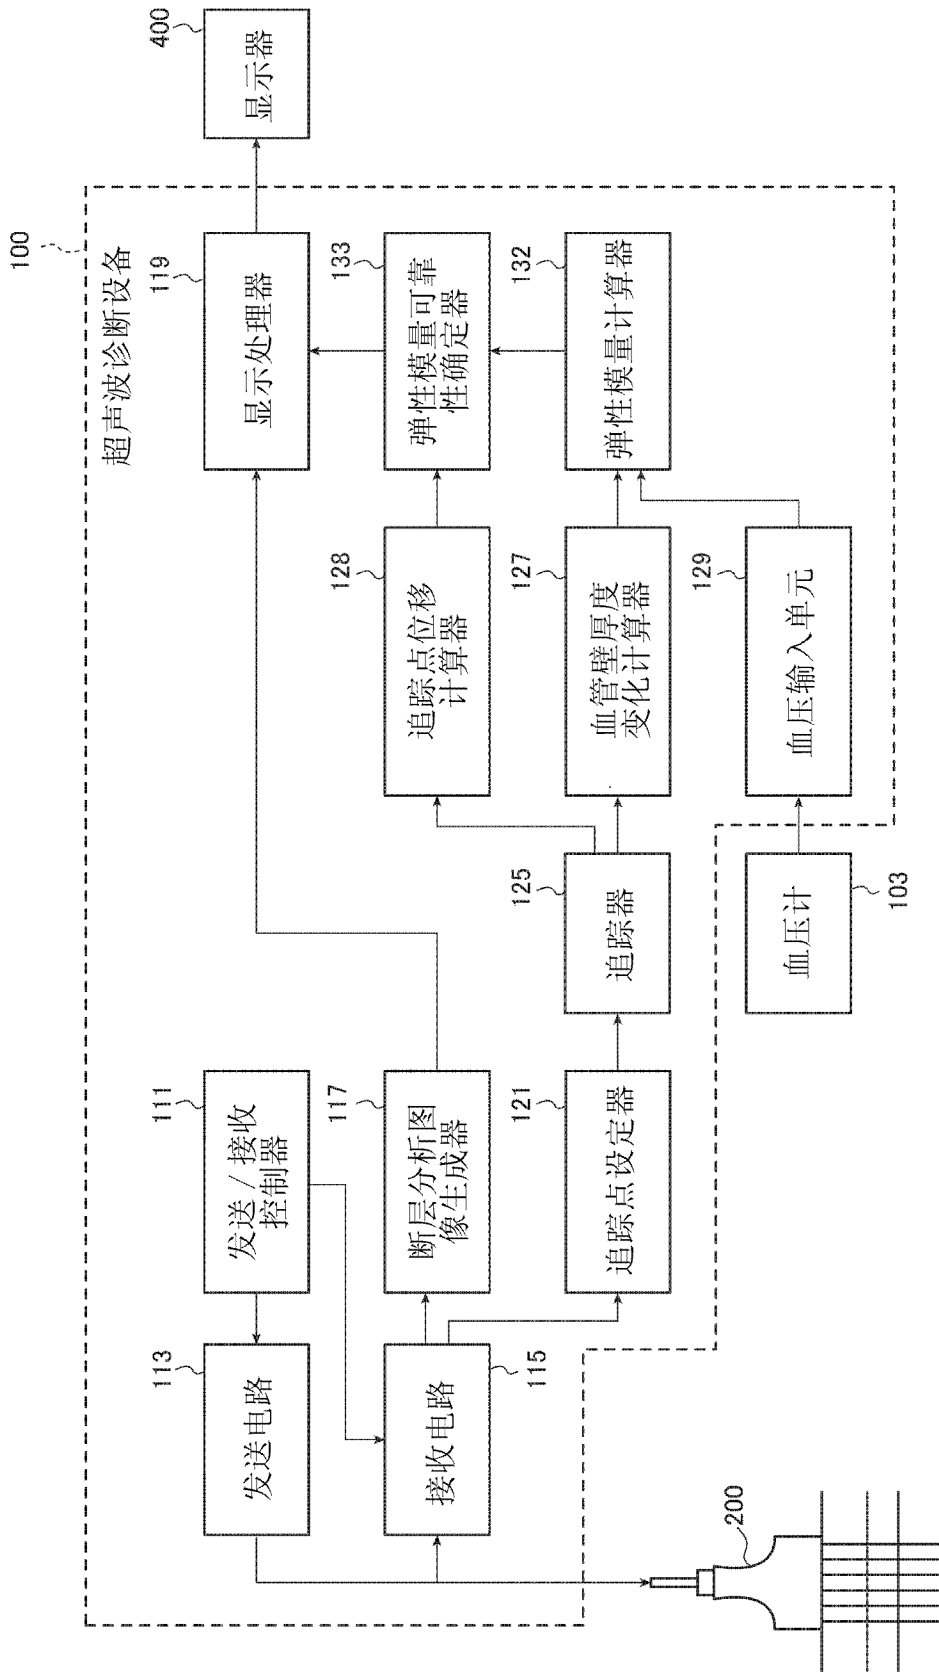 100
超声波诊断设备
113
发送电路
111
发送/接收
控制器
119
显示处理器
400
显示器
115
接收电路
117
断层分析图
像生成器
128
追踪点位移
计算器
133
弹性模量可靠
性确定器
121
追踪点设定器
125
追踪器
127
血管壁厚度
变化计算器
132
弹性模量计算器
200
103
血压计
129
血压输入单元